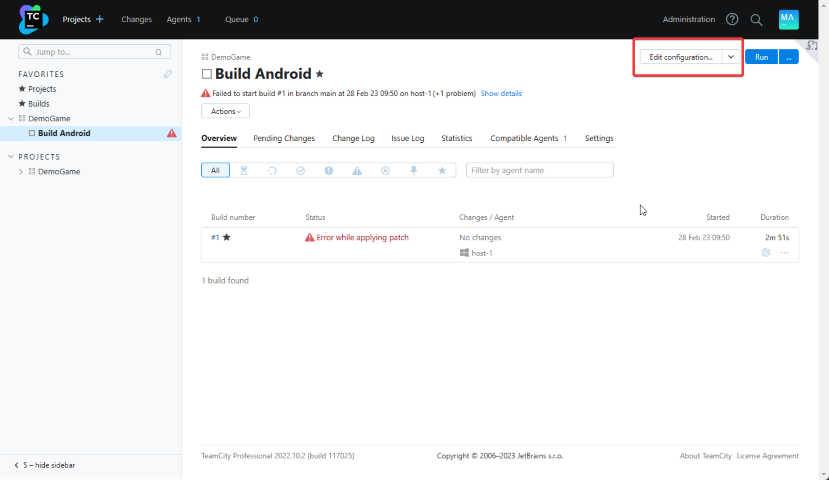 TC
Projects +
Changes
Agents 1
Queue 0
Administration
MA
Jump to... Q
FAVORITES
Projects
Builds
DemoGame
Build Android
PROJECTS
DemoGame
DemoGame
Build Android
Edit configuration...
Run ...
Failed to start build #1 in branch main at 28 Feb 23 09:50 on host-1 (+1 problem) Show details
Actions
Overview Pending Changes Change Log Issue Log Statistics Compatible Agents 1 Settings
All
Filter by agent name
Build number Status Changes / Agent Started Duration
#1 Error while applying patch No changes 28 Feb 23 09:50 2m 51s
host-1
1 build found
TeamCity Professional 2022.10.2 (build 117025) Copyright © 2006–2023 JetBrains s.r.o. About TeamCity License Agreement
S – hide sidebar